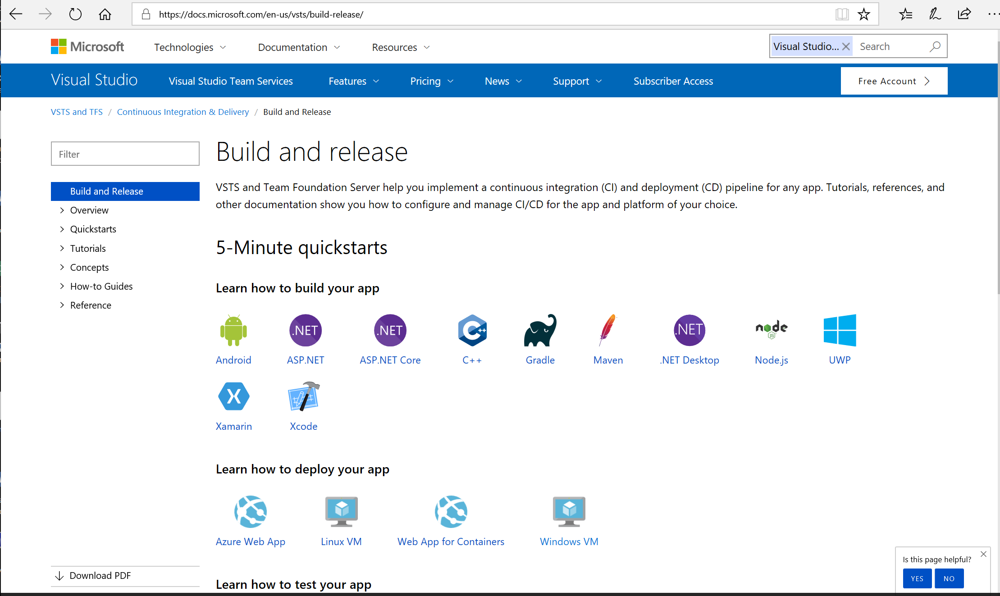 https://docs.microsoft.com/en-us/vsts/build-release/
Microsoft
Technologies
Documentation
Resources
Visual Studio...
Search
Visual Studio
Visual Studio Team Services
Features
Pricing
News
Support
Subscriber Access
Free Account
VSTS and TFS / Continuous Integration & Delivery / Build and Release
Filter
Build and Release
Overview
Quickstarts
Tutorials
Concepts
How-to Guides
Reference
Download PDF
Build and release
VSTS and Team Foundation Server help you implement a continuous integration (CI) and deployment (CD) pipeline for any app. Tutorials, references, and
other documentation show you how to configure and manage CI/CD for the app and platform of your choice.
5-Minute quickstarts
Learn how to build your app
.NET
.NET
C++
.NET
node
JS
Android
ASP.NET
ASP.NET Core
C++
Gradle
Maven
.NET Desktop
Node.js
UWP
X
Xamarin
Xcode
Learn how to deploy your app
Azure Web App
Linux VM
Web App for Containers
Windows VM
Learn how to test your app
Is this page helpful?
YES
NO